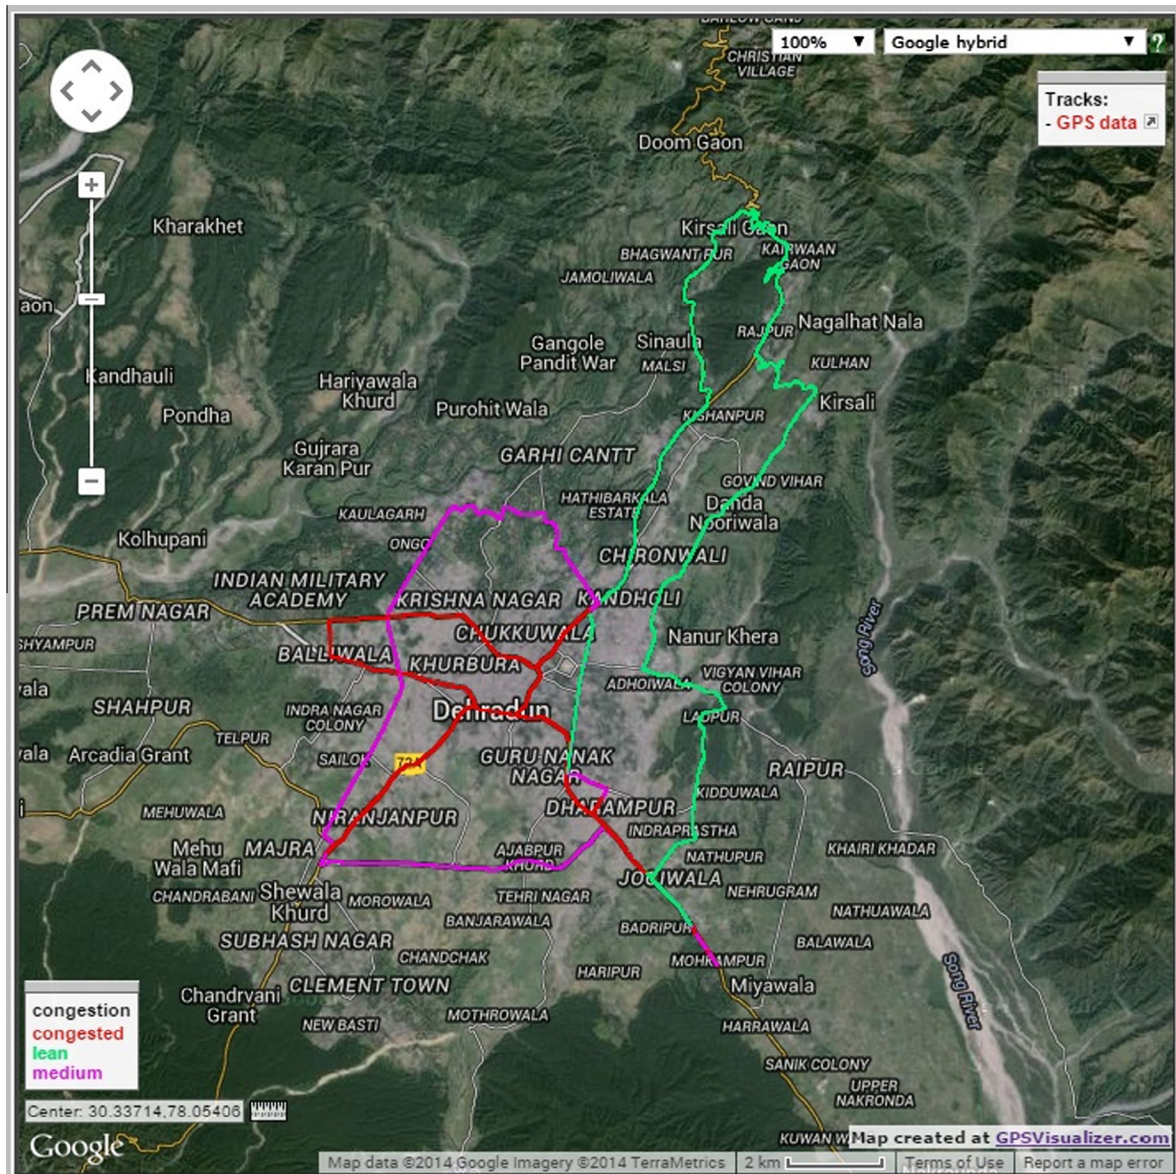 BARLOW GANJ
100%
Google hybrid
?
CHRISTIAN
VILLAGE
Tracks:
- GPS data
Doom Gaon
Kharakhet
Kirsali Gaon
BHAGWANT PUR
KAIRWAAN
GAON
JAMOLIWALA
aon
RAJPUR
Nagalhat Nala
Gangole
Pandit War
Sinaula
MALSI
KULHAN
Kandhauli
Hariyawala
Khurd
Purohit Wala
Kirsali
Pondha
KISHANPUR
Gujrara
Karan Pur
GARHI CANTT
GOVIND VIHAR
HATHIBARKALA
ESTATE
Danda
Nooriwala
KAULAGARH
Kolhupani
ONGC
CHIRONWALI
INDIAN MILITARY
ACADEMY
PREM NAGAR
KRISHNA NAGAR
KANDHOLI
SHYAMPUR
CHUKKUWALA
Nanur Khera
BALLIWALA
KHURBURA
Song River
VIGYAN VIHAR
COLONY
ADHOIWALA
wala
SHAHPUR
INDRA NAGAR
COLONY
Dehradun
LADPUR
TELPUR
wala
Arcadia Grant
SAILOK
72A
GURU NANAK
NAGAR
RAIPUR
KIDDUWALA
MEHUWALA
NIRANJANPUR
DHARAMPUR
INDRAPRASTHA
Mehu
Wala Mafi
MAJRA
AJABPUR
KHURD
NATHUPUR
KHAIRI KHADAR
CHANDRABANI
Shewala
Khurd
MOROWALA
TEHRI NAGAR
JOGIWALA
NEHRUGRAM
NATHUAWALA
BANJARAWALA
BADRIPUR
SUBHASH NAGAR
CHANDCHAK
BALAWALA
MOHKAMPUR
HARIPUR
Song River
CLEMENT TOWN
Miyawala
Chandrvani
Grant
NEW BASTI
MOTHROWALA
HARRAWALA
congestion
congested
lean
medium
SANIK COLONY
UPPER
NAKRONDA
Center: 30.33714,78.05406
Google
KUWAN W
Map created at GPSVisualizer.com
Map data ©2014 Google Imagery ©2014 TerraMetrics
2 km
Terms of Use
Report a map error